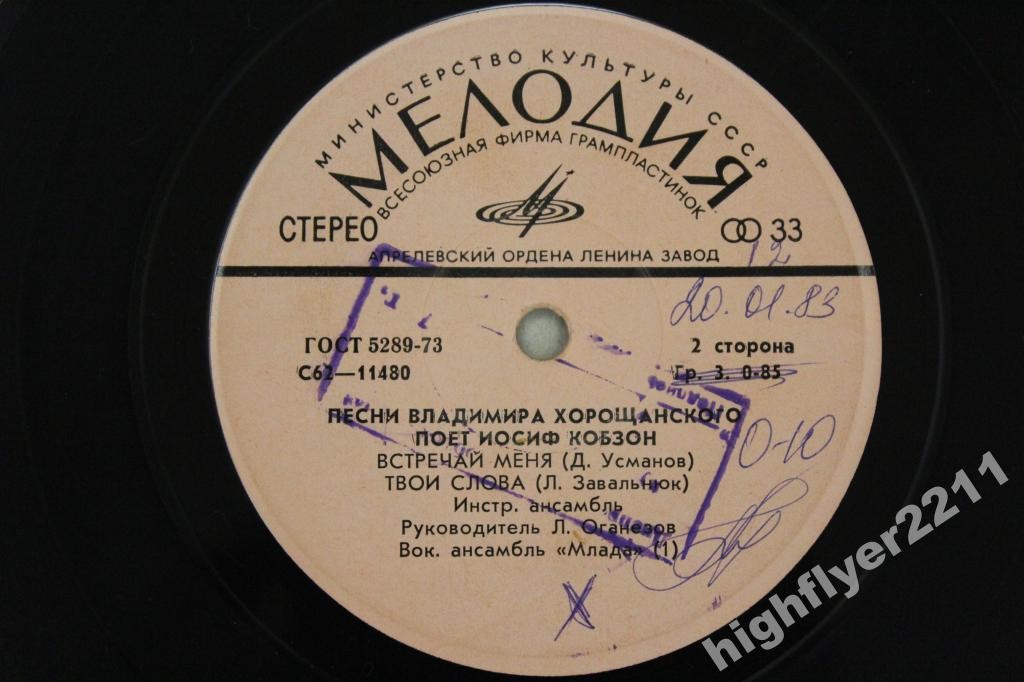 МИНИСТЕРСТВО КУЛЬТУРЫ СССР
МЕЛОДИЯ
ВСЕСОЮЗНАЯ ФИРМА ГРАМПЛАСТИНОК
СТЕРЕО
33
АПРЕЛЕВСКИЙ ОРДЕНА ЛЕНИНА ЗАВОД
12
20.01.83
ГОСТ 5289-73
2 сторона
С62—11480
Гр. 3. 0-85
ПЕСНИ ВЛАДИМИРА ХОРОЩАНСКОГО
ПОЕТ ИОСИФ КОБЗОН
0-10
ВСТРЕЧАЙ МЕНЯ (Д. Усманов)
ТВОИ СЛОВА (Л. Завальнюк)
Инстр. ансамбль
Руководитель Л. Оганезов
Вок. ансамбль «Млада» (1)
highflyer2211